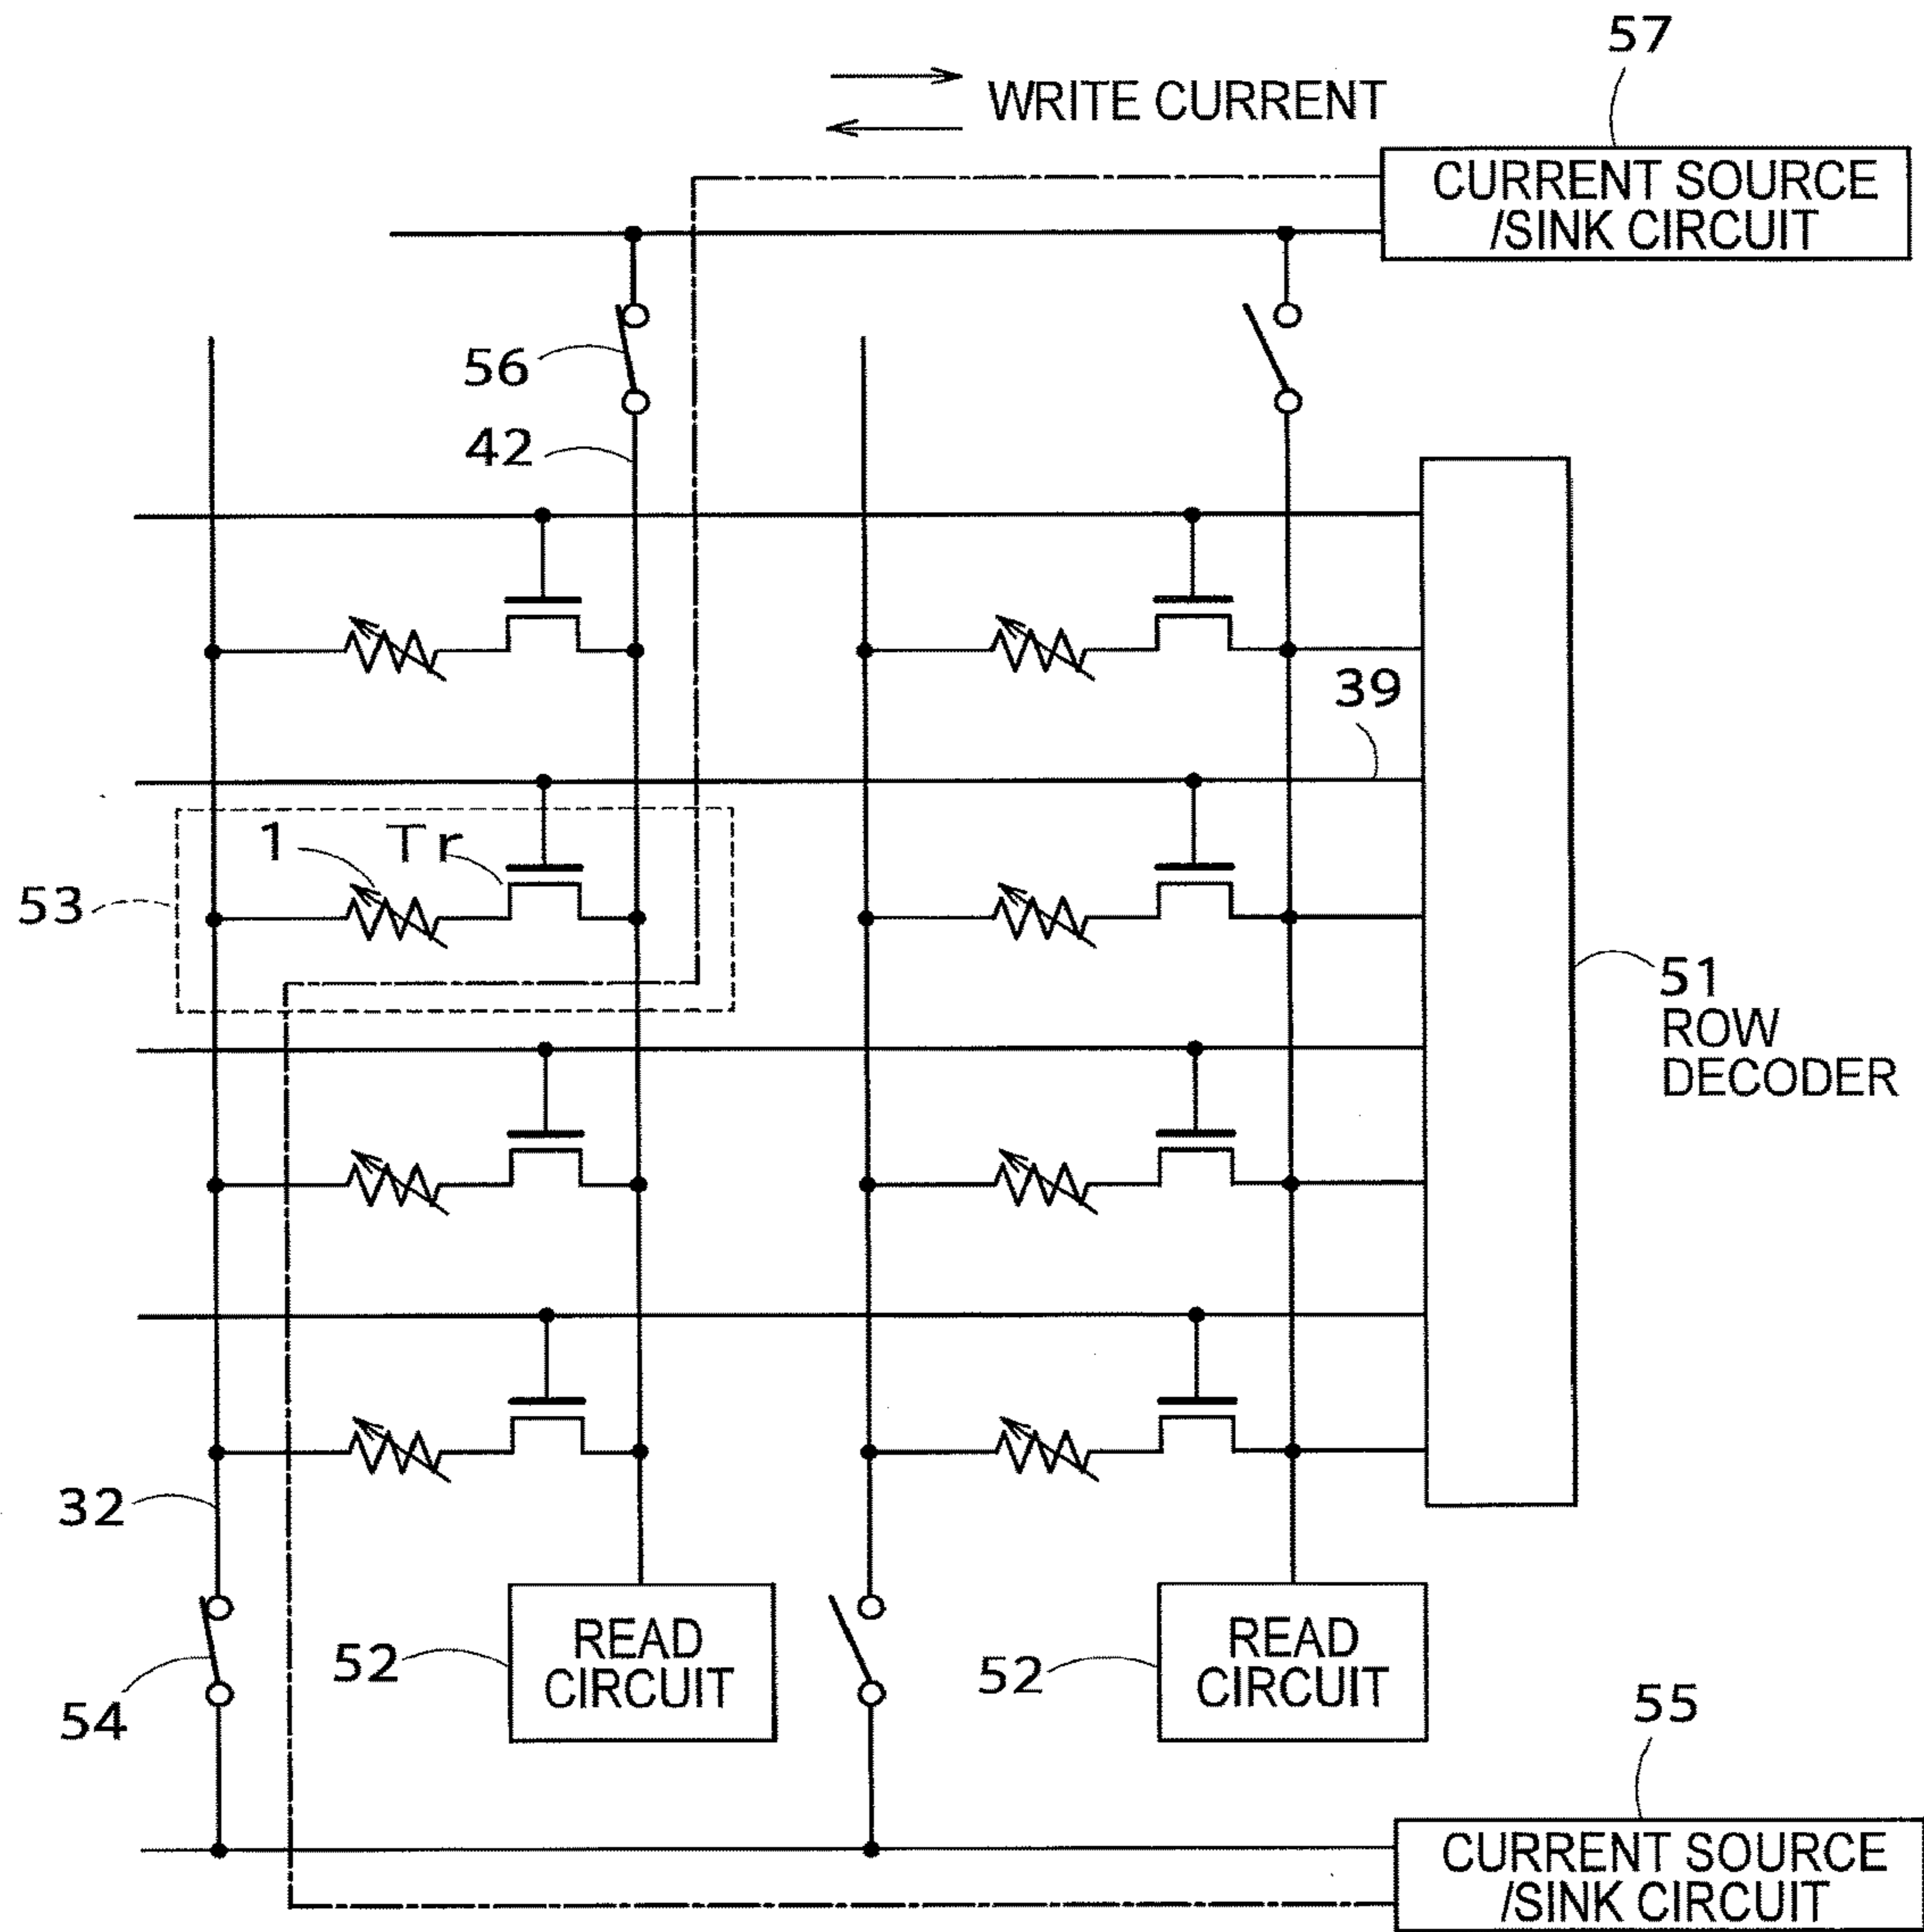 57
WRITE CURRENT
CURRENT SOURCE
/SINK CIRCUIT
56
42
39
1
Tr
53
51
ROW
DECODER
32
READ
CIRCUIT
52
READ
CIRCUIT
52
54
55
CURRENT SOURCE
/SINK CIRCUIT